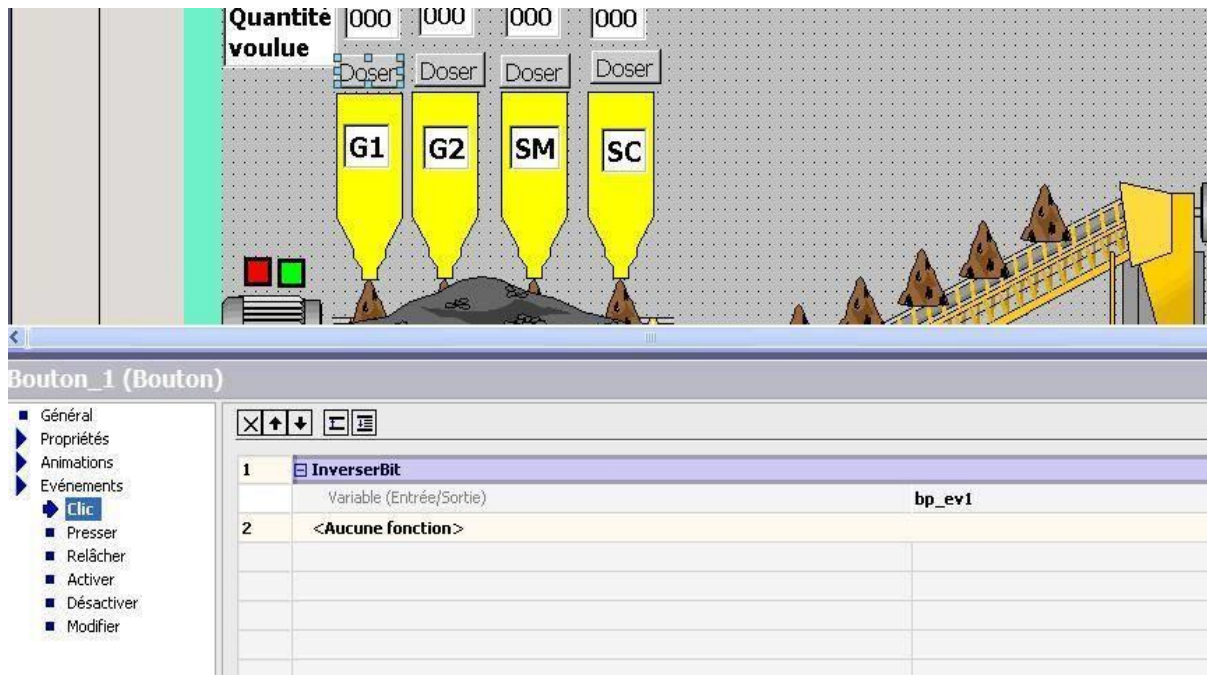 Quantité 000 000 000 000
voulue
Doser Doser Doser Doser
G1 G2 SM SC
Bouton_1 (Bouton)
Général
Propriétés
Animations
Evénements
Clic
Presser
Relâcher
Activer
Désactiver
Modifier
1 InverserBit
Variable (Entrée/Sortie) bp_ev1
2 <Aucune fonction>